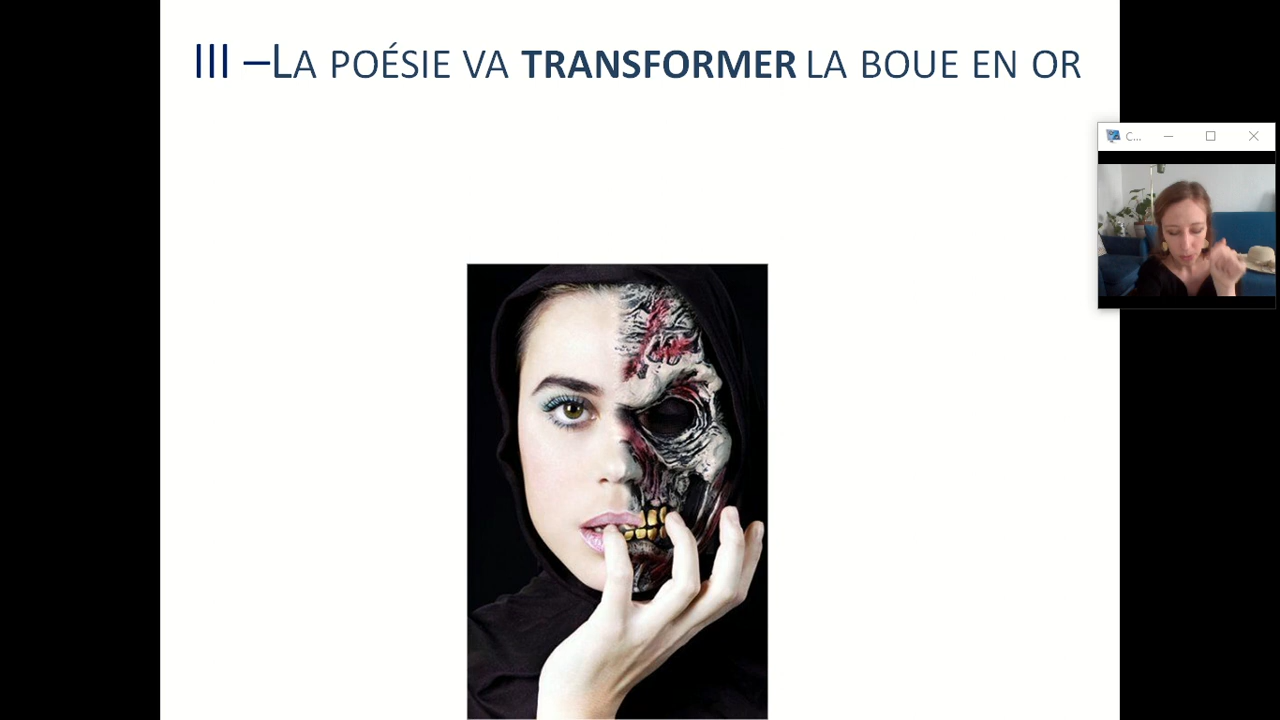 III –LA POÉSIE VA TRANSFORMER LA BOUE EN OR
C...